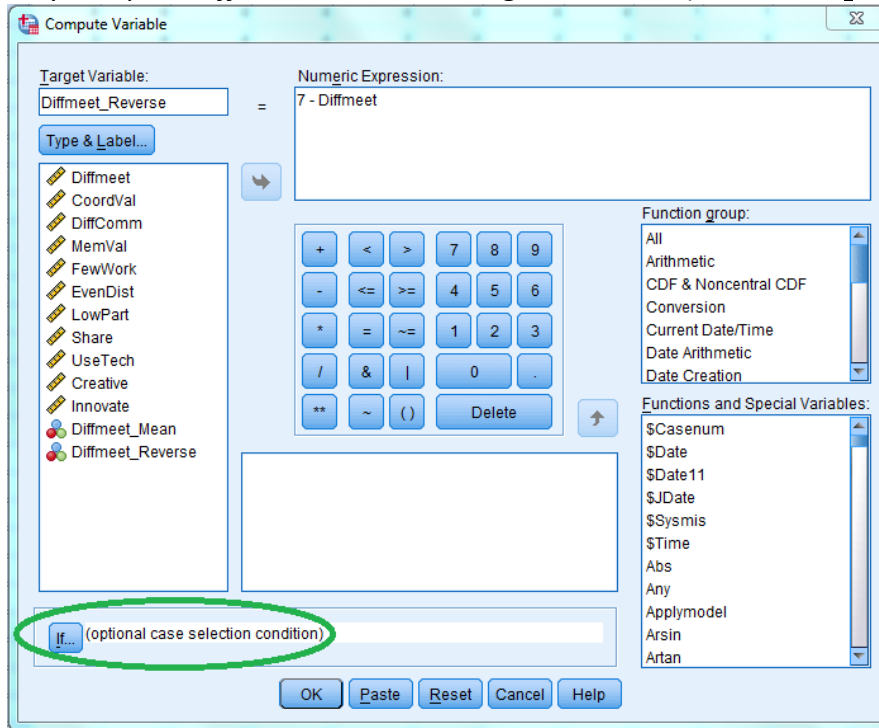 Compute Variable
Target Variable:
Numeric Expression:
Diffmeet_Reverse
=
7 - Diffmeet
Type & Label...
Diffmeet
CoordVal
DiffComm
MemVal
FewWork
EvenDist
LowPart
Share
UseTech
Creative
Innovate
Diffmeet_Mean
Diffmeet_Reverse
+ < > 7 8 9
- <= >= 4 5 6
* = ~= 1 2 3
/ & | 0 .
** ~ ( ) Delete
Function group:
All
Arithmetic
CDF & Noncentral CDF
Conversion
Current Date/Time
Date Arithmetic
Date Creation
Functions and Special Variables:
$Casenum
$Date
$Date11
$JDate
$Sysmis
$Time
Abs
Any
Applymodel
Arsin
Artan
If... (optional case selection condition)
OK Paste Reset Cancel Help